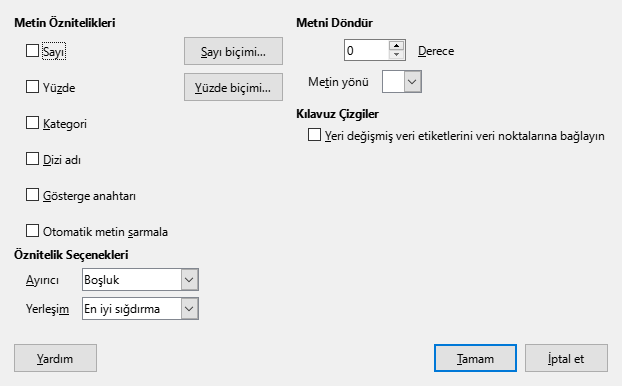 Metin Öznitelikleri
Sayı
Sayı biçimi...
Yüzde
Yüzde biçimi...
Kategori
Dizi adı
Gösterge anahtarı
Otomatik metin sarmala
Öznitelik Seçenekleri
Ayırıcı
Boşluk
Yerleşim
En iyi sığdırma
Metni Döndür
0
Derece
Metin yönü
Kılavuz Çizgiler
Yeri değişmiş veri etiketlerini veri noktalarına bağlayın
Yardım
Tamam
İptal et